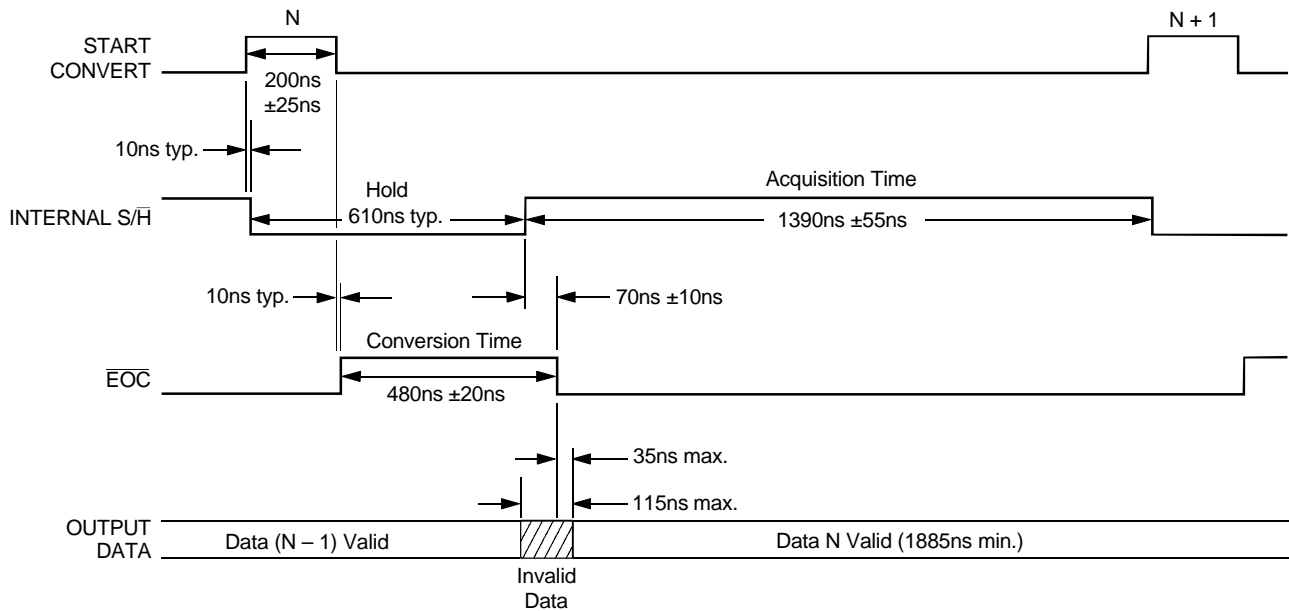 N
N + 1
START
CONVERT
200ns
±25ns
10ns typ.
Hold
Acquisition Time
INTERNAL S/H̅
610ns typ.
1390ns ±55ns
10ns typ.
70ns ±10ns
Conversion Time
E̅O̅C̅
480ns ±20ns
35ns max.
115ns max.
OUTPUT
DATA
Data (N – 1) Valid
Data N Valid (1885ns min.)
Invalid
Data